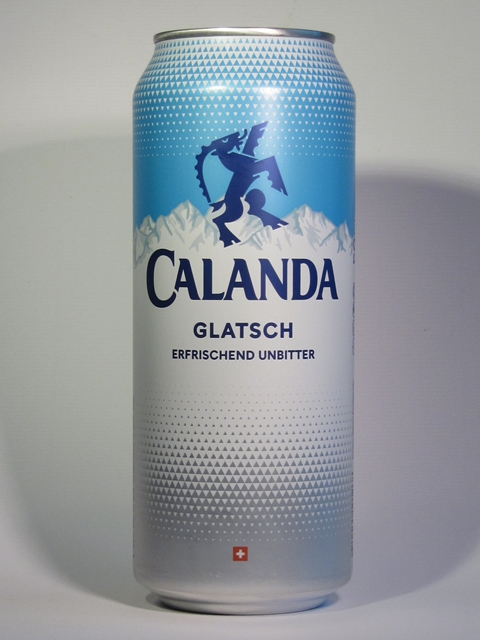 CALANDA
GLATSCH
ERFRISCHEND UNBITTER